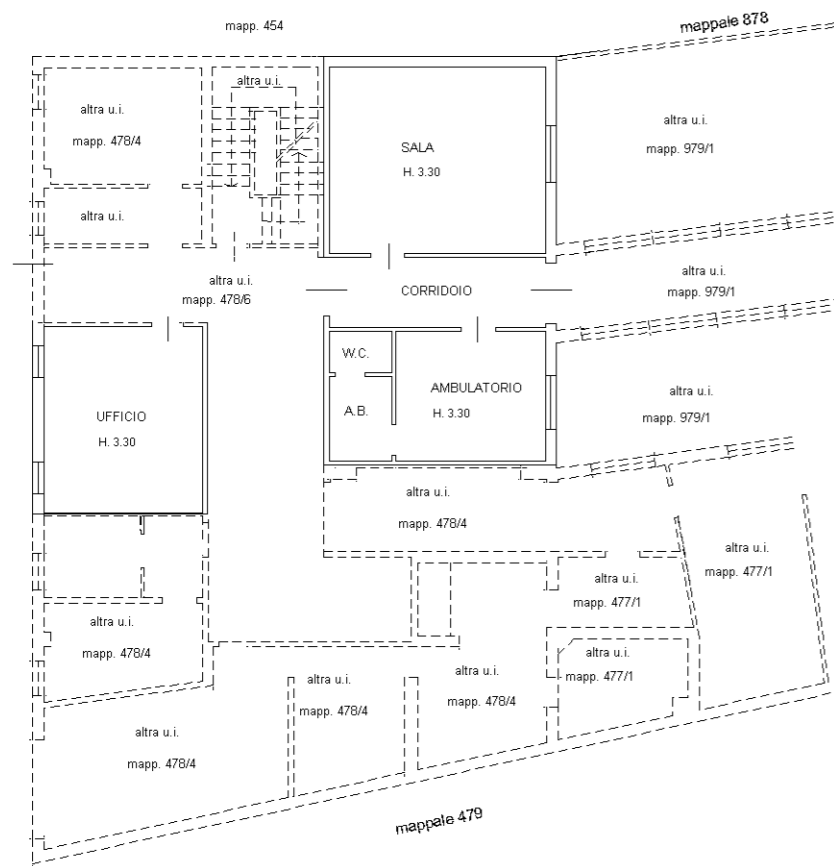 mapp. 454
mappale 878
altra u.i.
altra u.i.
mapp. 478/4
SALA
H. 3.30
altra u.i.
mapp. 979/1
altra u.i.
altra u.i.
mapp. 478/6
CORRIDOIO
altra u.i.
mapp. 979/1
W.C.
A.B.
AMBULATORIO
H. 3.30
altra u.i.
mapp. 979/1
UFFICIO
H. 3.30
altra u.i.
mapp. 478/4
altra u.i.
mapp. 477/1
altra u.i.
mapp. 477/1
altra u.i.
mapp. 478/4
altra u.i.
mapp. 477/1
altra u.i.
mapp. 478/4
altra u.i.
mapp. 478/4
altra u.i.
mapp. 478/4
mappale 479